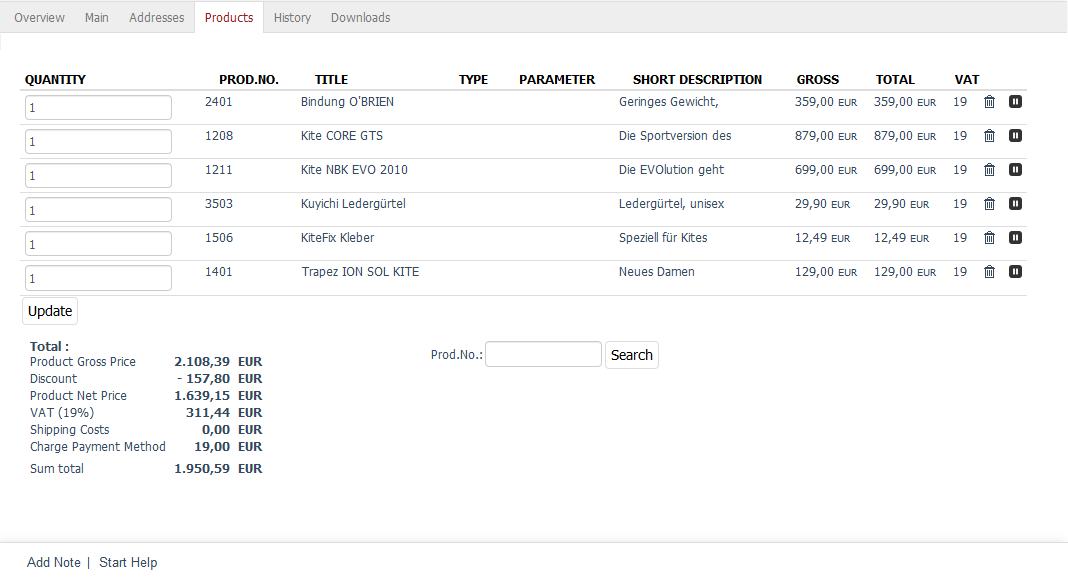 Overview Main Addresses Products History Downloads
QUANTITY PROD.NO. TITLE TYPE PARAMETER SHORT DESCRIPTION GROSS TOTAL VAT
1 2401 Bindung O'BRIEN Geringes Gewicht, 359,00 EUR 359,00 EUR 19
1 1208 Kite CORE GTS Die Sportversion des 879,00 EUR 879,00 EUR 19
1 1211 Kite NBK EVO 2010 Die EVOlution geht 699,00 EUR 699,00 EUR 19
1 3503 Kuyichi Ledergürtel Ledergürtel, unisex 29,90 EUR 29,90 EUR 19
1 1506 KiteFix Kleber Speziell für Kites 12,49 EUR 12,49 EUR 19
1 1401 Trapez ION SOL KITE Neues Damen 129,00 EUR 129,00 EUR 19
Update
Total :
Prod.No.: Search
Product Gross Price 2.108,39 EUR
Discount - 157,80 EUR
Product Net Price 1.639,15 EUR
VAT (19%) 311,44 EUR
Shipping Costs 0,00 EUR
Charge Payment Method 19,00 EUR
Sum total 1.950,59 EUR
Add Note | Start Help